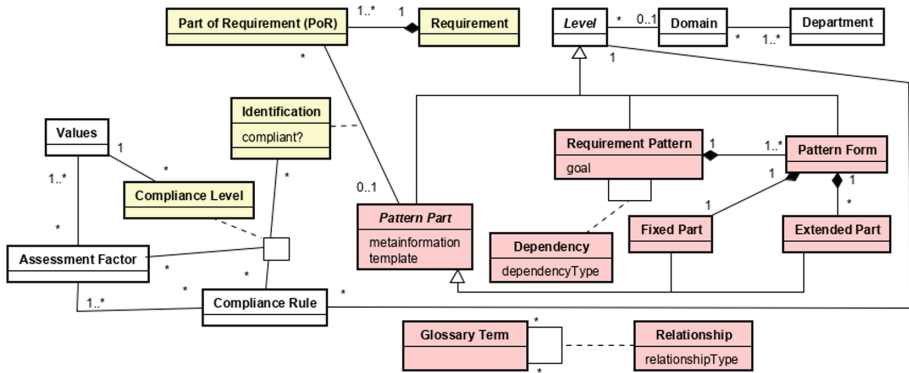 Part of Requirement (PoR) 1..* 1 Requirement
Level * 0..1 Domain * 1..* Department
*
1
Identification
compliant?
Values
1
*
1..*
Compliance Level
*
0..1
Requirement Pattern
goal
1
1..*
Pattern Form
1
1
1
*
Pattern Part
metainformation
template
Dependency
dependencyType
Fixed Part
Extended Part
*
Assessment Factor
*
*
1..*
*
Compliance Rule
*
Glossary Term
*
*
Relationship
relationshipType